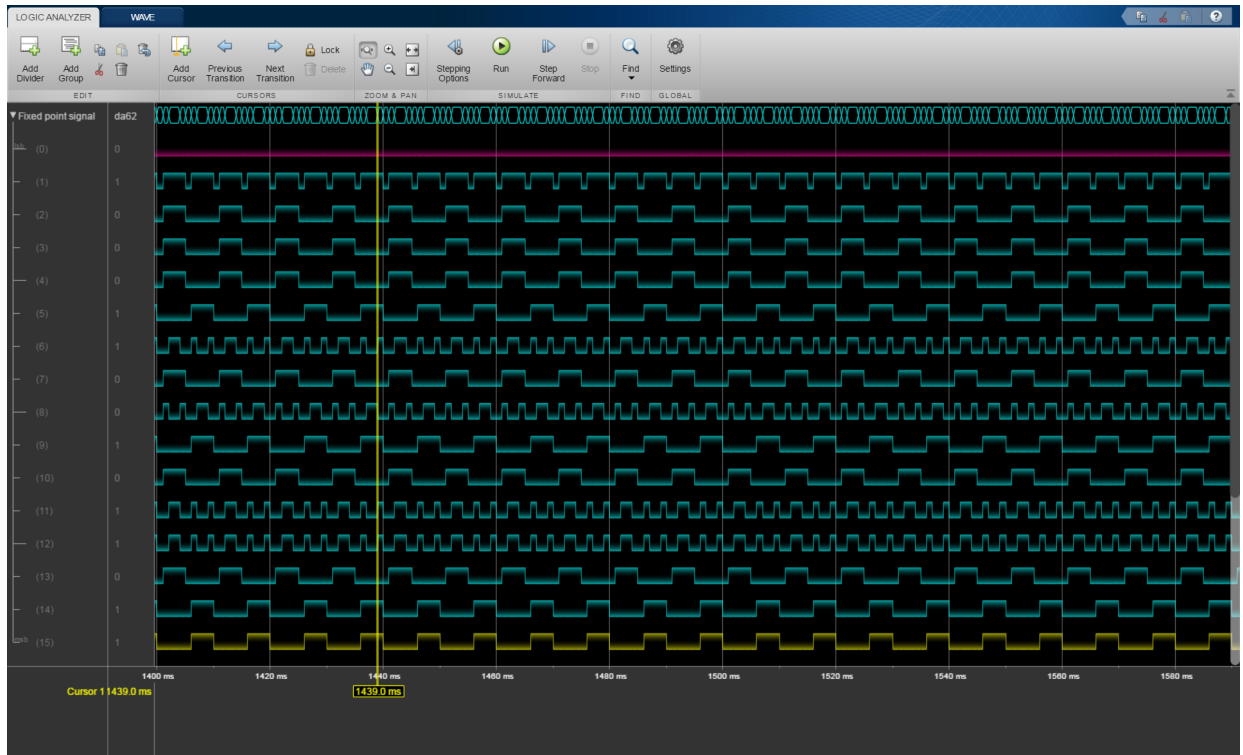 LOGIC ANALYZER WAVE
Add Divider
Add Group
Add Cursor
Previous Transition
Next Transition
Lock
Delete
Stepping Options
Run
Step Forward
Stop
Find
Settings
EDIT CURSORS ZOOM & PAN SIMULATE FIND GLOBAL
Fixed point signal da62
lsb (0) 0
(1) 1
(2) 0
(3) 0
(4) 0
(5) 1
(6) 1
(7) 0
(8) 0
(9) 1
(10) 0
(11) 1
(12) 1
(13) 0
(14) 1
msb (15) 1
1400 ms 1420 ms 1440 ms 1460 ms 1480 ms 1500 ms 1520 ms 1540 ms 1560 ms 1580 ms
Cursor 1 1439.0 ms 1439.0 ms